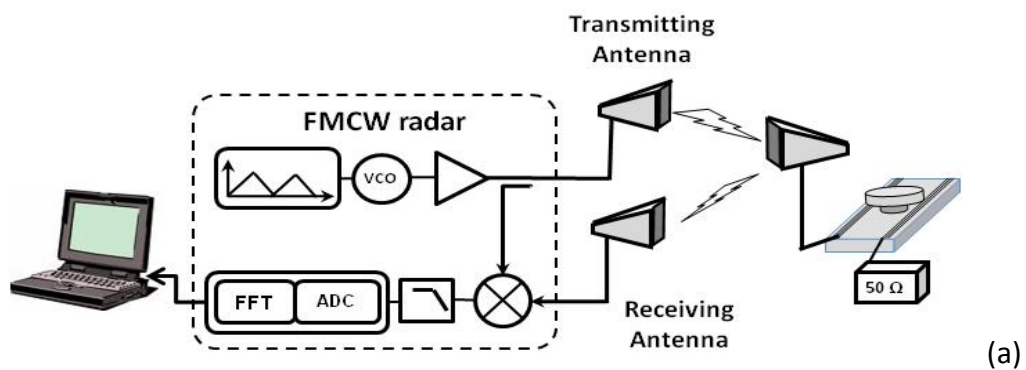 Transmitting
Antenna
FMCW radar
VCO
FFT
ADC
50 Ω
Receiving
Antenna
(a)